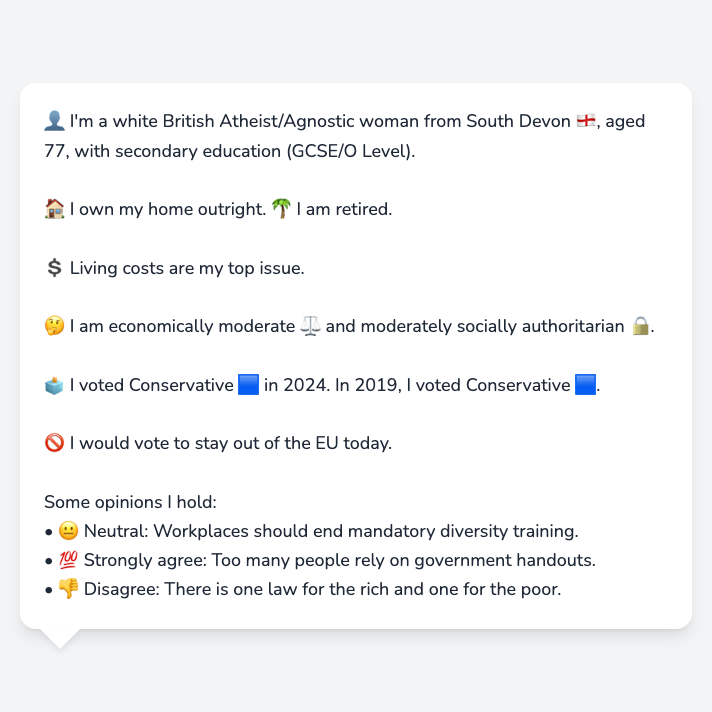 👤 I'm a white British Atheist/Agnostic woman from South Devon 🏴󠁧󠁢󠁥󠁮󠁧󠁿, aged
77, with secondary education (GCSE/O Level).
🏠 I own my home outright. 🌴 I am retired.
💲 Living costs are my top issue.
🤔 I am economically moderate ⚖️ and moderately socially authoritarian 🔒.
🗳️ I voted Conservative 🟦 in 2024. In 2019, I voted Conservative 🟦.
🚫 I would vote to stay out of the EU today.
Some opinions I hold:
• 😐 Neutral: Workplaces should end mandatory diversity training.
• 💯 Strongly agree: Too many people rely on government handouts.
• 👎 Disagree: There is one law for the rich and one for the poor.